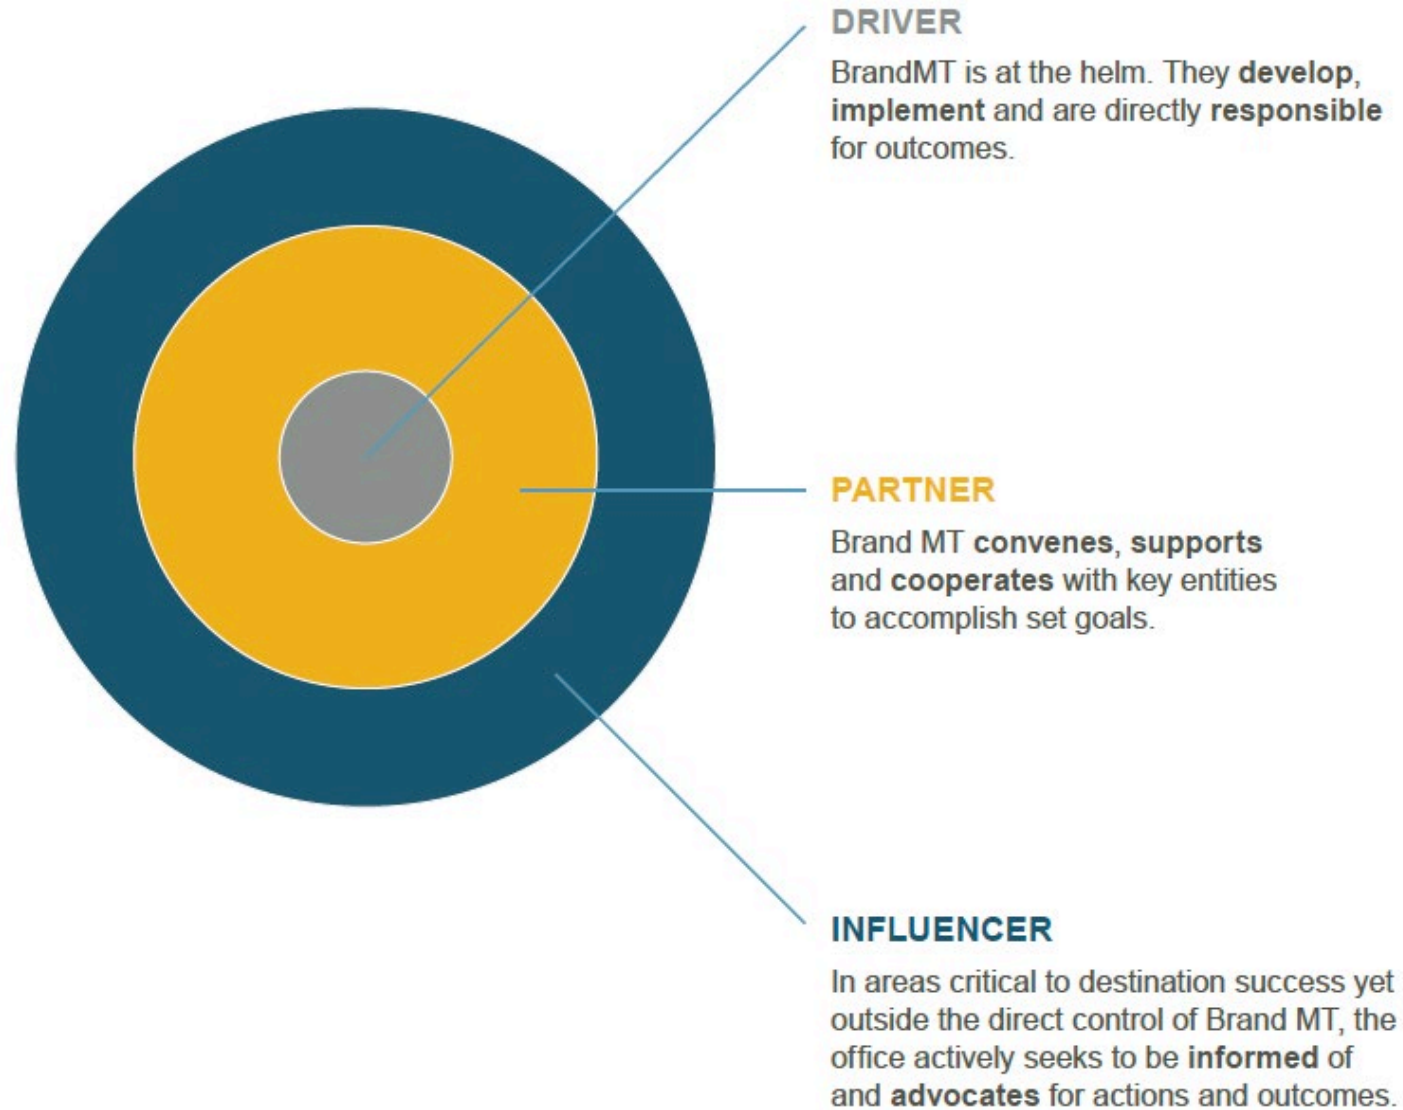 DRIVER
BrandMT is at the helm. They develop,
implement and are directly responsible
for outcomes.
PARTNER
Brand MT convenes, supports
and cooperates with key entities
to accomplish set goals.
INFLUENCER
In areas critical to destination success yet
outside the direct control of Brand MT, the
office actively seeks to be informed of
and advocates for actions and outcomes.